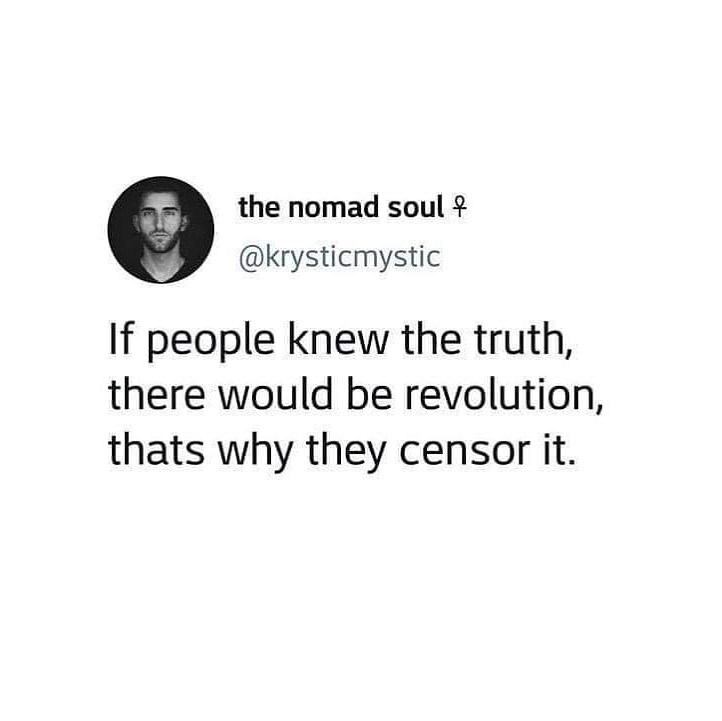 the nomad soul ☥
@krysticmystic
If people knew the truth,
there would be revolution,
thats why they censor it.